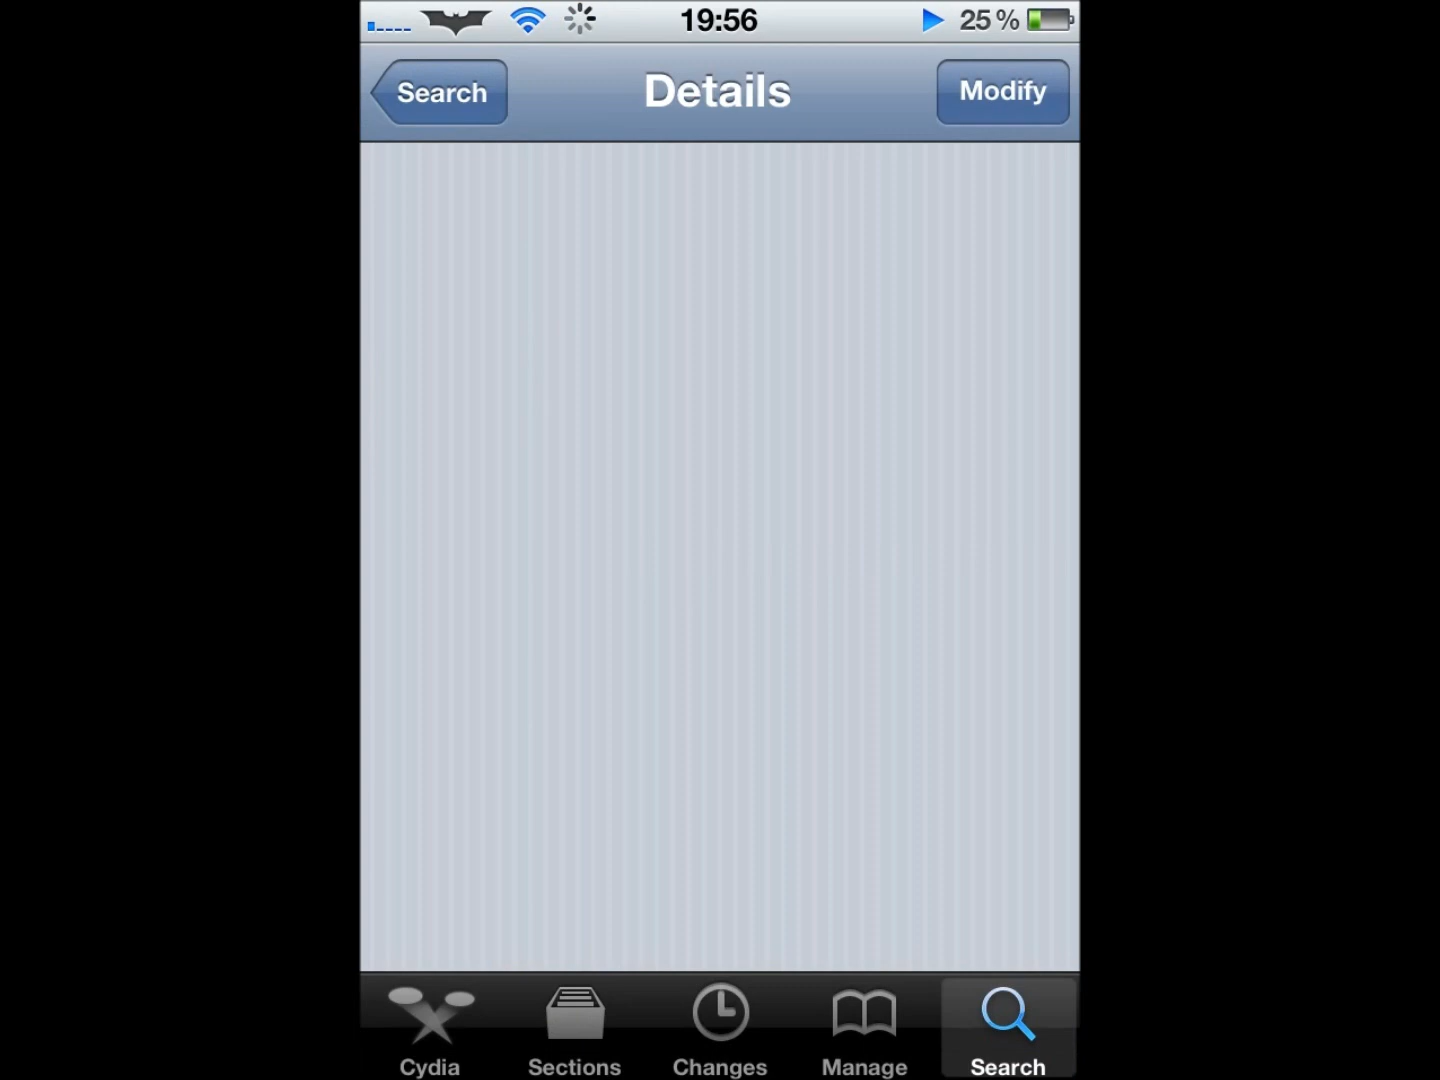 19:56
25 %
Search
Details
Modify
Cydia
Sections
Changes
Manage
Search